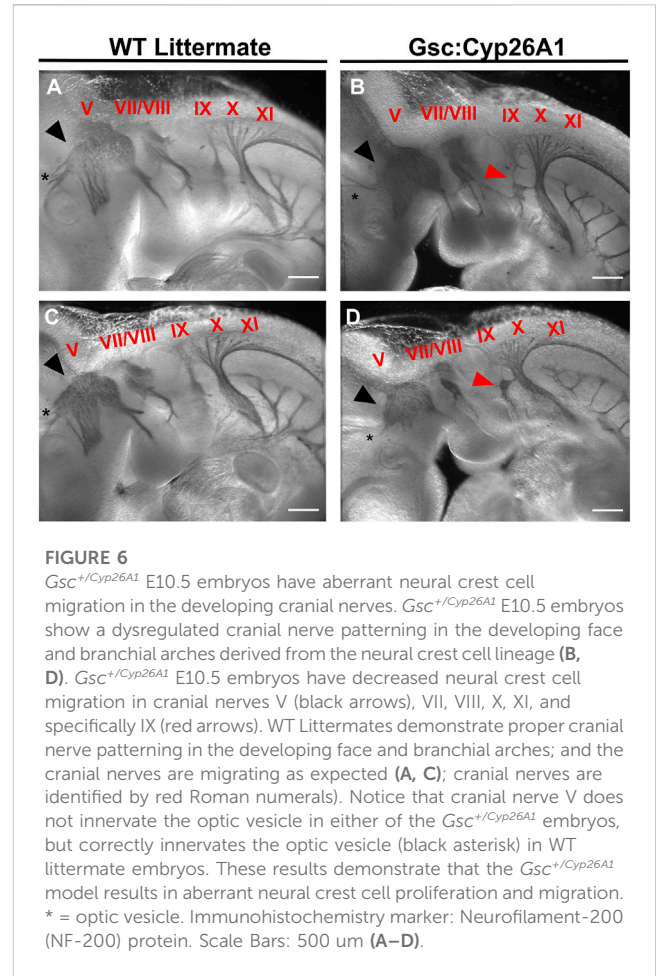 WT Littermate
Gsc:Cyp26A1
A
V
VII/VIII
IX
X
XI
*
B
V
VII/VIII
IX
X
XI
*
C
V
VII/VIII
IX
X
XI
*
D
V
VII/VIII
IX
X
XI
*
FIGURE 6
Gsc+/Cyp26A1 E10.5 embryos have aberrant neural crest cell
migration in the developing cranial nerves. Gsc+/Cyp26A1 E10.5 embryos
show a dysregulated cranial nerve patterning in the developing face
and branchial arches derived from the neural crest cell lineage (B,
D). Gsc+/Cyp26A1 E10.5 embryos have decreased neural crest cell
migration in cranial nerves V (black arrows), VII, VIII, X, XI, and
specifically IX (red arrows). WT Littermates demonstrate proper cranial
nerve patterning in the developing face and branchial arches; and the
cranial nerves are migrating as expected (A, C); cranial nerves are
identified by red Roman numerals). Notice that cranial nerve V does
not innervate the optic vesicle in either of the Gsc+/Cyp26A1 embryos,
but correctly innervates the optic vesicle (black asterisk) in WT
littermate embryos. These results demonstrate that the Gsc+/Cyp26A1
model results in aberrant neural crest cell proliferation and migration.
* = optic vesicle. Immunohistochemistry marker: Neurofilament-200
(NF-200) protein. Scale Bars: 500 um (A–D).